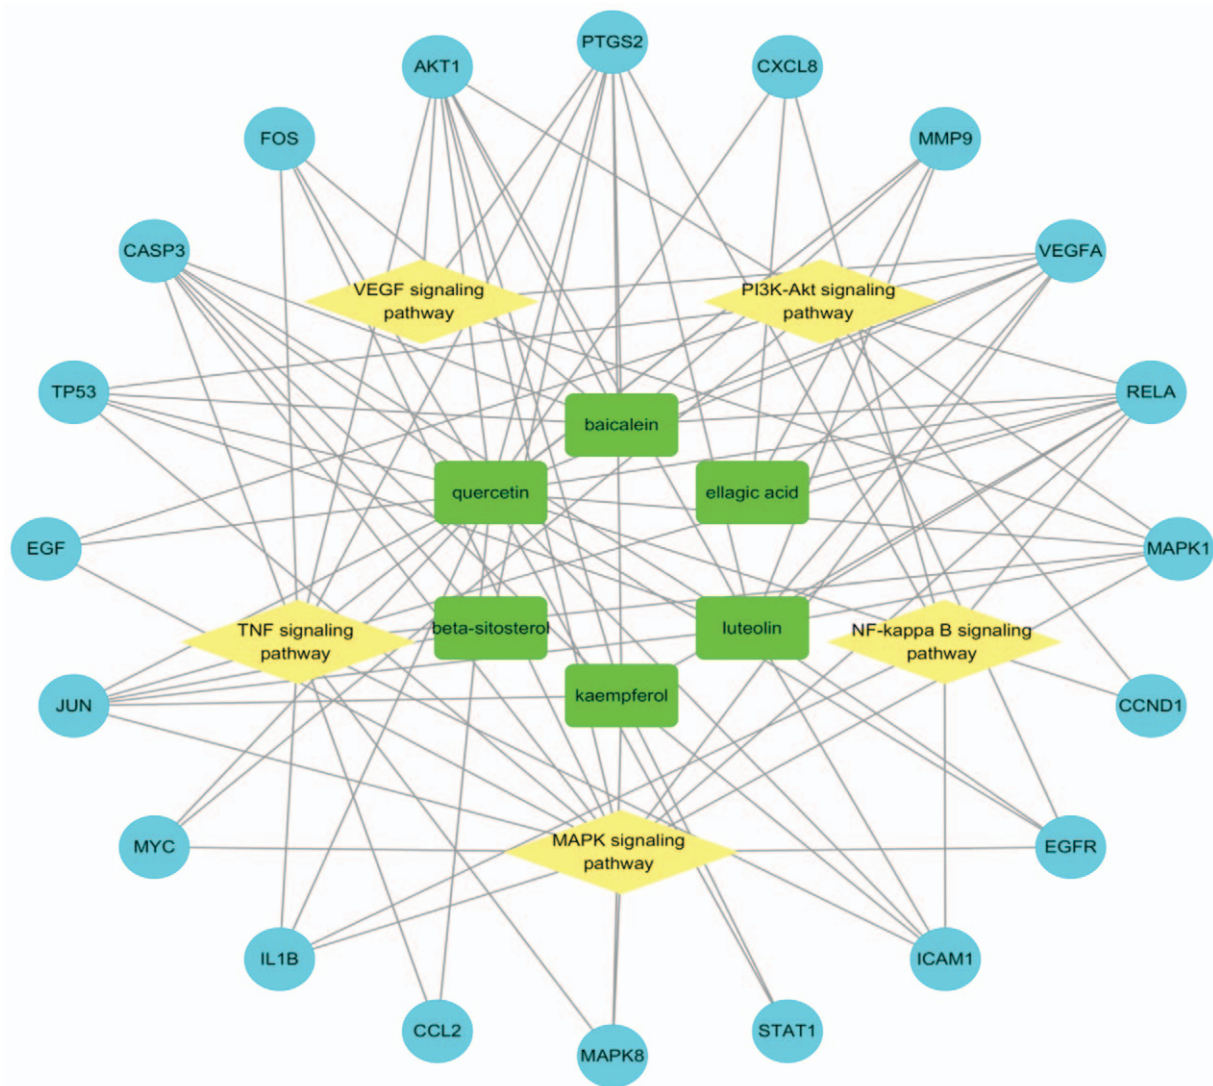 PTGS2
AKT1
CXCL8
FOS
MMP9
CASP3
VEGFA
VEGF signaling
pathway
PI3K-Akt signaling
pathway
TP53
RELA
baicalein
quercetin
ellagic acid
EGF
MAPK1
TNF signaling
pathway
beta-sitosterol
luteolin
NF-kappa B signaling
pathway
kaempferol
JUN
CCND1
MYC
MAPK signaling
pathway
EGFR
IL1B
ICAM1
CCL2
STAT1
MAPK8